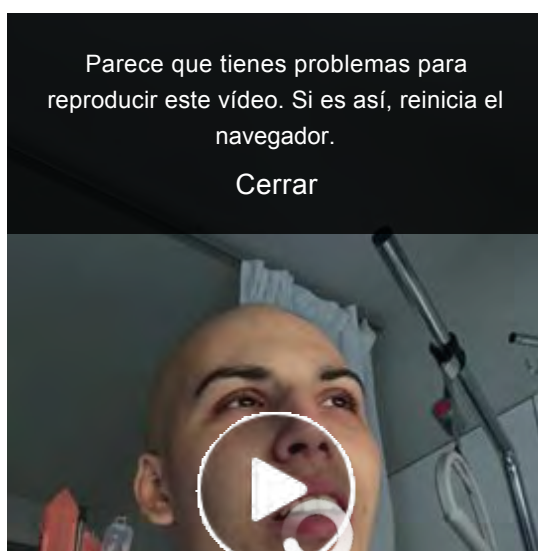 Parece que tienes problemas para
reproducir este vídeo. Si es así, reinicia el
navegador.
Cerrar